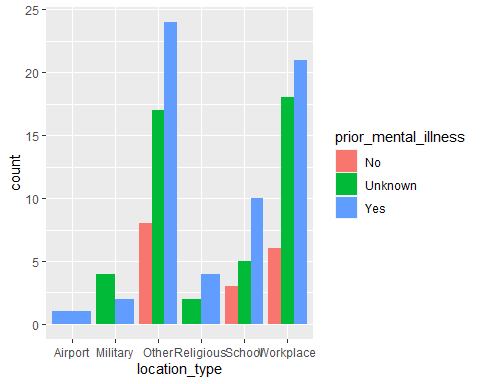 25
20
15
10
5
0
count
Airport Military Other Religious School Workplace
location_type
prior_mental_illness
No
Unknown
Yes